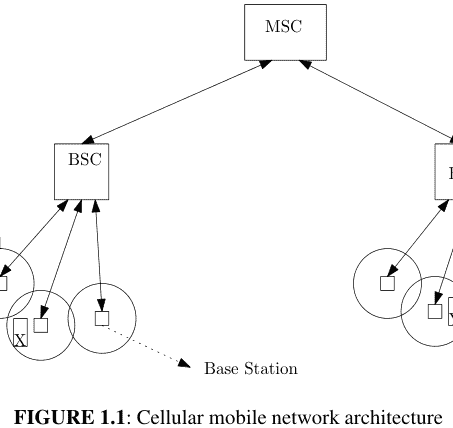 MSC
BSC
X
Base Station
FIGURE 1.1: Cellular mobile network architecture